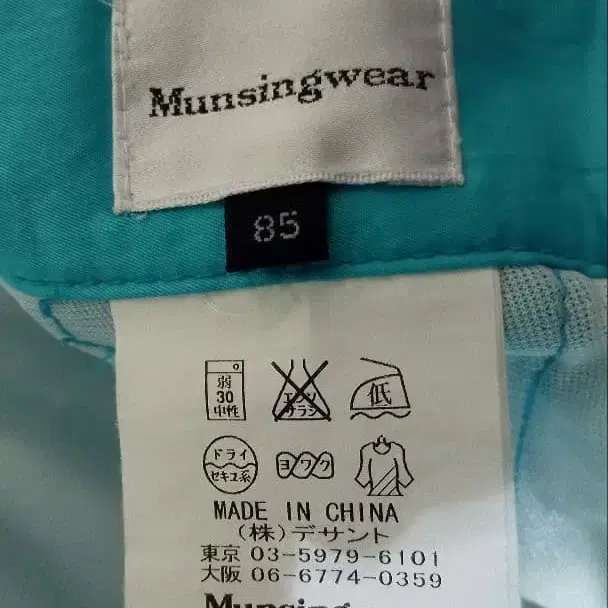 Munsingwear
85
弱
30
中性
エンソ
サラシ
低
ドライ
セキユ系
ヨワク
MADE IN CHINA
(株)デサント
東京 03-5979-6101
大阪 06-6774-0359
Munsingwear